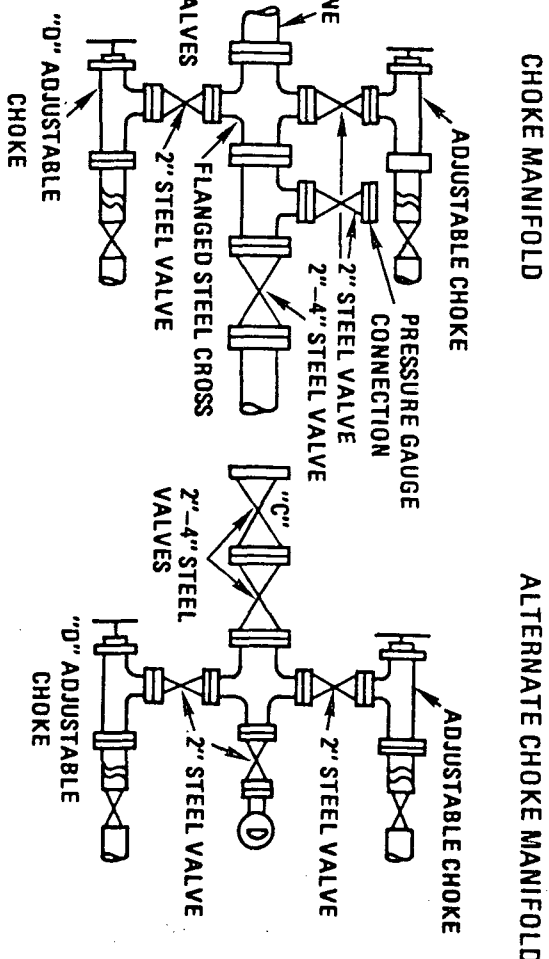 CHOKE MANIFOLD
ADJUSTABLE CHOKE
PRESSURE GAUGE
CONNECTION
2" STEEL VALVE
2"–4" STEEL VALVE
FLANGED STEEL CROSS
2" STEEL VALVE
"D" ADJUSTABLE
CHOKE
ALTERNATE CHOKE MANIFOLD
ADJUSTABLE CHOKE
2" STEEL VALVE
"C"
2"–4" STEEL
VALVES
D
2" STEEL VALVE
"D" ADJUSTABLE
CHOKE